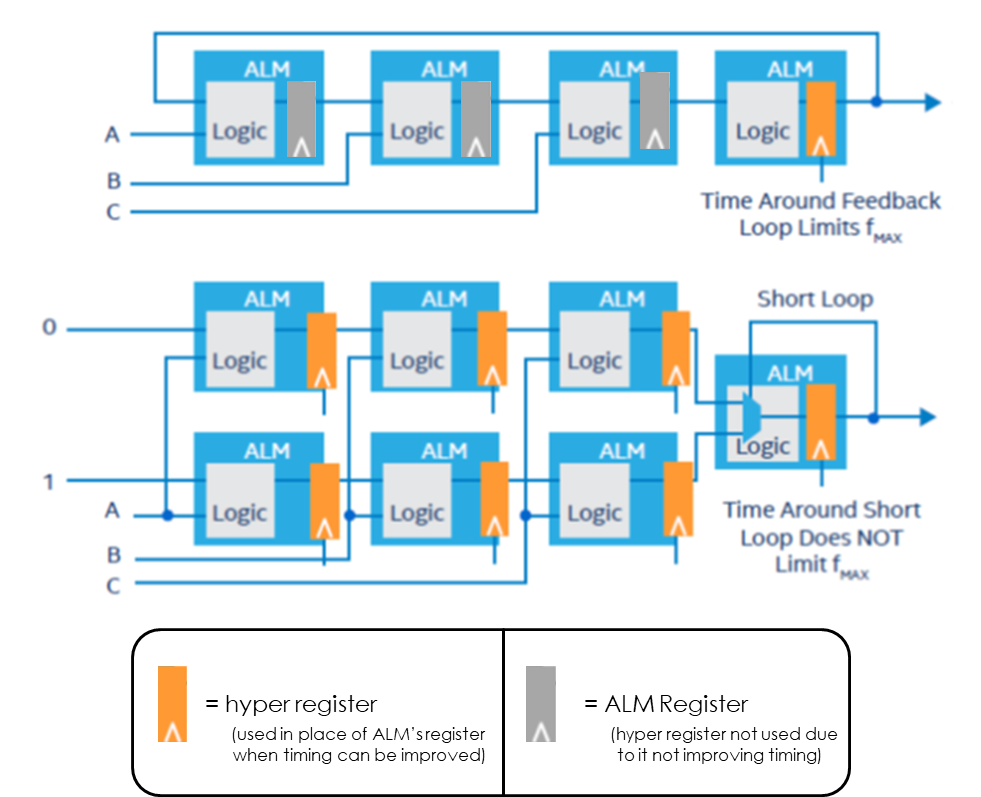 ALM ALM ALM ALM
Logic Logic Logic Logic
A
B
C
Time Around Feedback
Loop Limits fMAX
ALM ALM ALM
Short Loop
0
Logic Logic Logic
ALM
Logic
ALM ALM ALM
1
A
Logic Logic Logic
B
C
Time Around Short
Loop Does NOT
Limit fMAX
= hyper register
(used in place of ALM's register
when timing can be improved)
= ALM Register
(hyper register not used due
to it not improving timing)